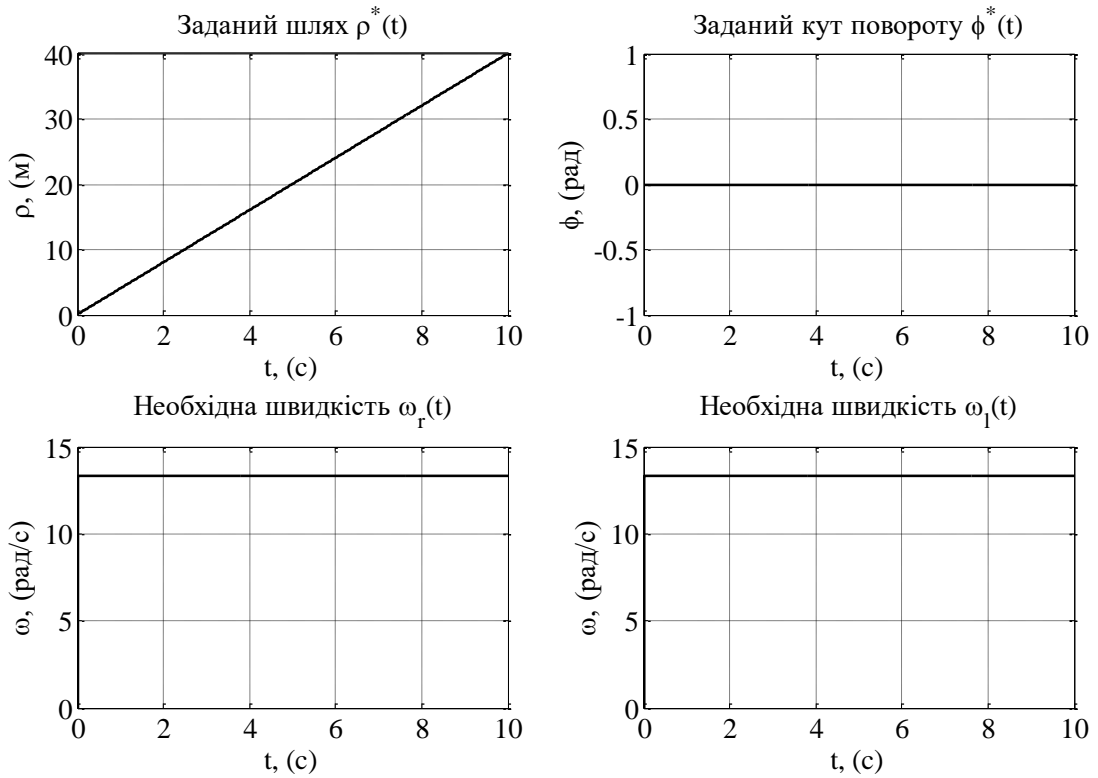 Заданий шлях ρ*(t)
40
30
20
10
0
ρ, (м)
0 2 4 6 8 10
t, (с)
Заданий кут повороту ϕ*(t)
1
0.5
0
-0.5
-1
ϕ, (рад)
0 2 4 6 8 10
t, (с)
Необхідна швидкість ω_r(t)
15
10
5
0
ω, (рад/с)
0 2 4 6 8 10
t, (с)
Необхідна швидкість ω_l(t)
15
10
5
0
ω, (рад/с)
0 2 4 6 8 10
t, (с)